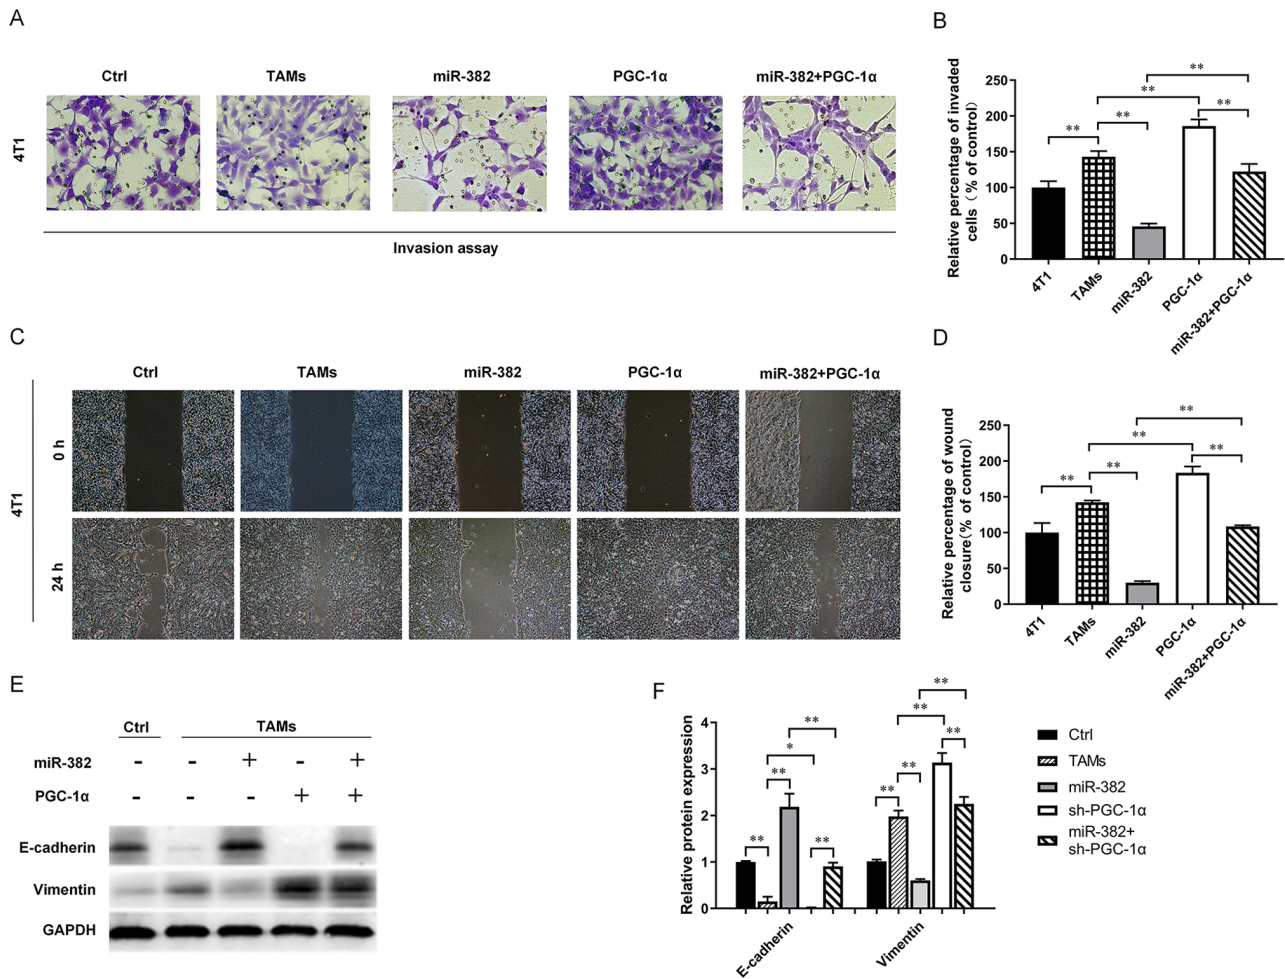 A
Ctrl TAMs miR-382 PGC-1α miR-382+PGC-1α
4T1
Invasion assay
B
Relative percentage of invaded
cells ( % of control)
250
200
150
100
50
0
** ** ** ** **
4T1 TAMs miR-382 PGC-1α miR-382+PGC-1α
C
Ctrl TAMs miR-382 PGC-1α miR-382+PGC-1α
4T1
0 h
24 h
D
Relative percentage of wound
closure(% of control)
250
200
150
100
50
0
** ** ** ** **
4T1 TAMs miR-382 PGC-1α miR-382+PGC-1α
E
Ctrl TAMs
miR-382 - - + - +
PGC-1α - - - + +
E-cadherin
Vimentin
GAPDH
F
Relative protein expression
4
3
2
1
0
** ** * ** ** ** ** ** ** **
E-cadherin Vimentin
Ctrl
TAMs
miR-382
sh-PGC-1α
miR-382+
sh-PGC-1α